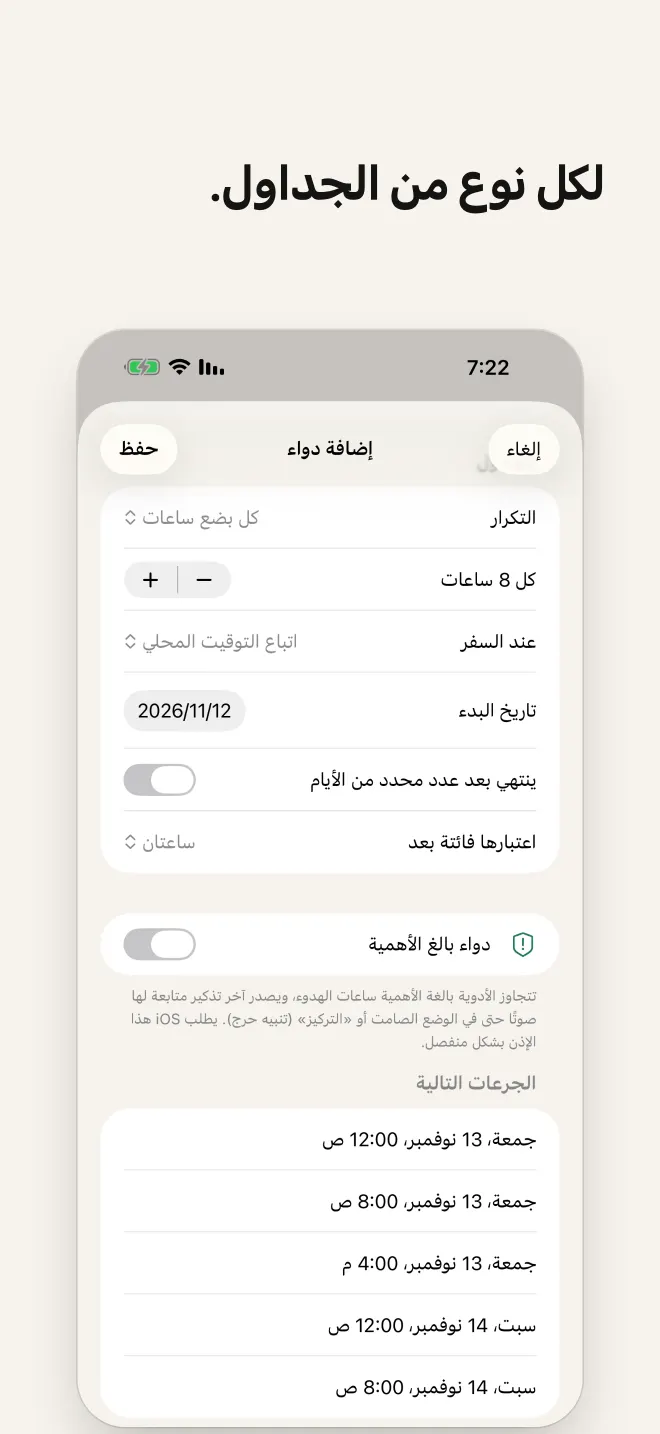 لكل نوع من الجداول.
7:22
إلغاء
إضافة دواء
حفظ
التكرار
كل بضع ساعات
كل 8 ساعات
− +
عند السفر
اتباع التوقيت المحلي
تاريخ البدء
2026/11/12
ينتهي بعد عدد محدد من الأيام
اعتبارها فائتة بعد
ساعتان
دواء بالغ الأهمية
تتجاوز الأدوية بالغة الأهمية ساعات الهدوء، ويصدر آخر تذكير متابعة لها
صوتًا حتى في الوضع الصامت أو «التركيز» (تنبيه حرج). يطلب iOS هذا
الإذن بشكل منفصل.
الجرعات التالية
جمعة، 13 نوفمبر، 12:00 ص
جمعة، 13 نوفمبر، 8:00 ص
جمعة، 13 نوفمبر، 4:00 م
سبت، 14 نوفمبر، 12:00 ص
سبت، 14 نوفمبر، 8:00 ص